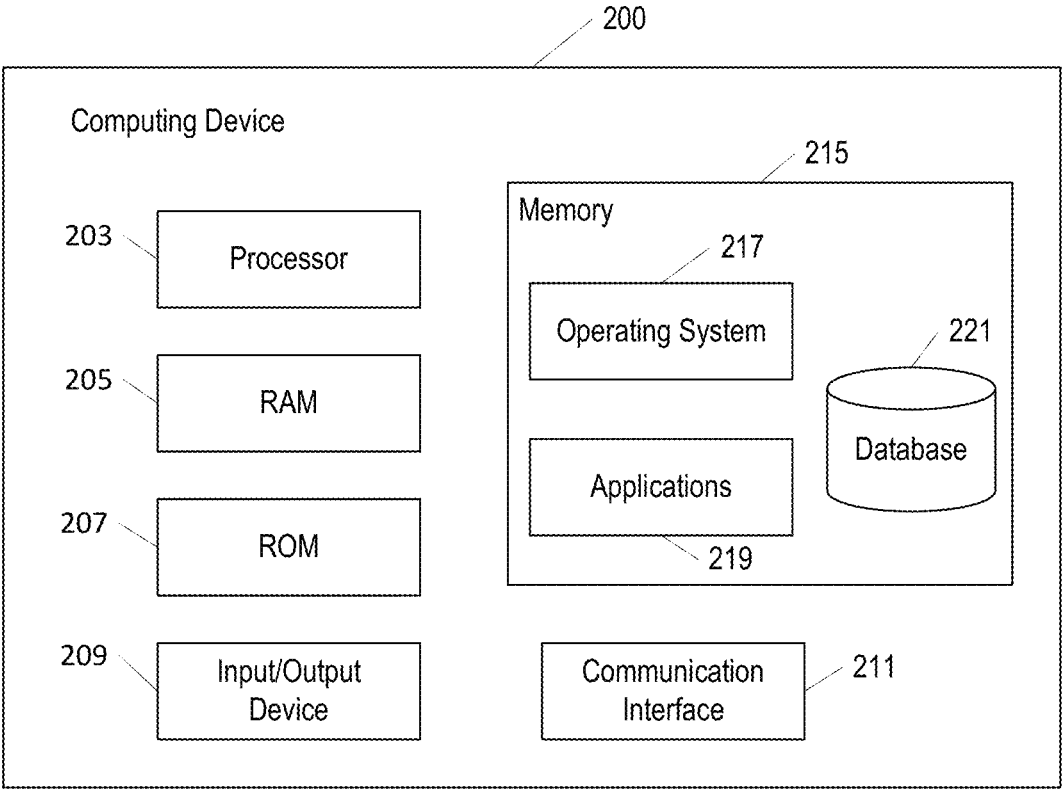 200
Computing Device
215
Memory
203
Processor
217
Operating System
205
RAM
221
Database
Applications
219
207
ROM
209
Input/Output
Device
Communication
Interface
211